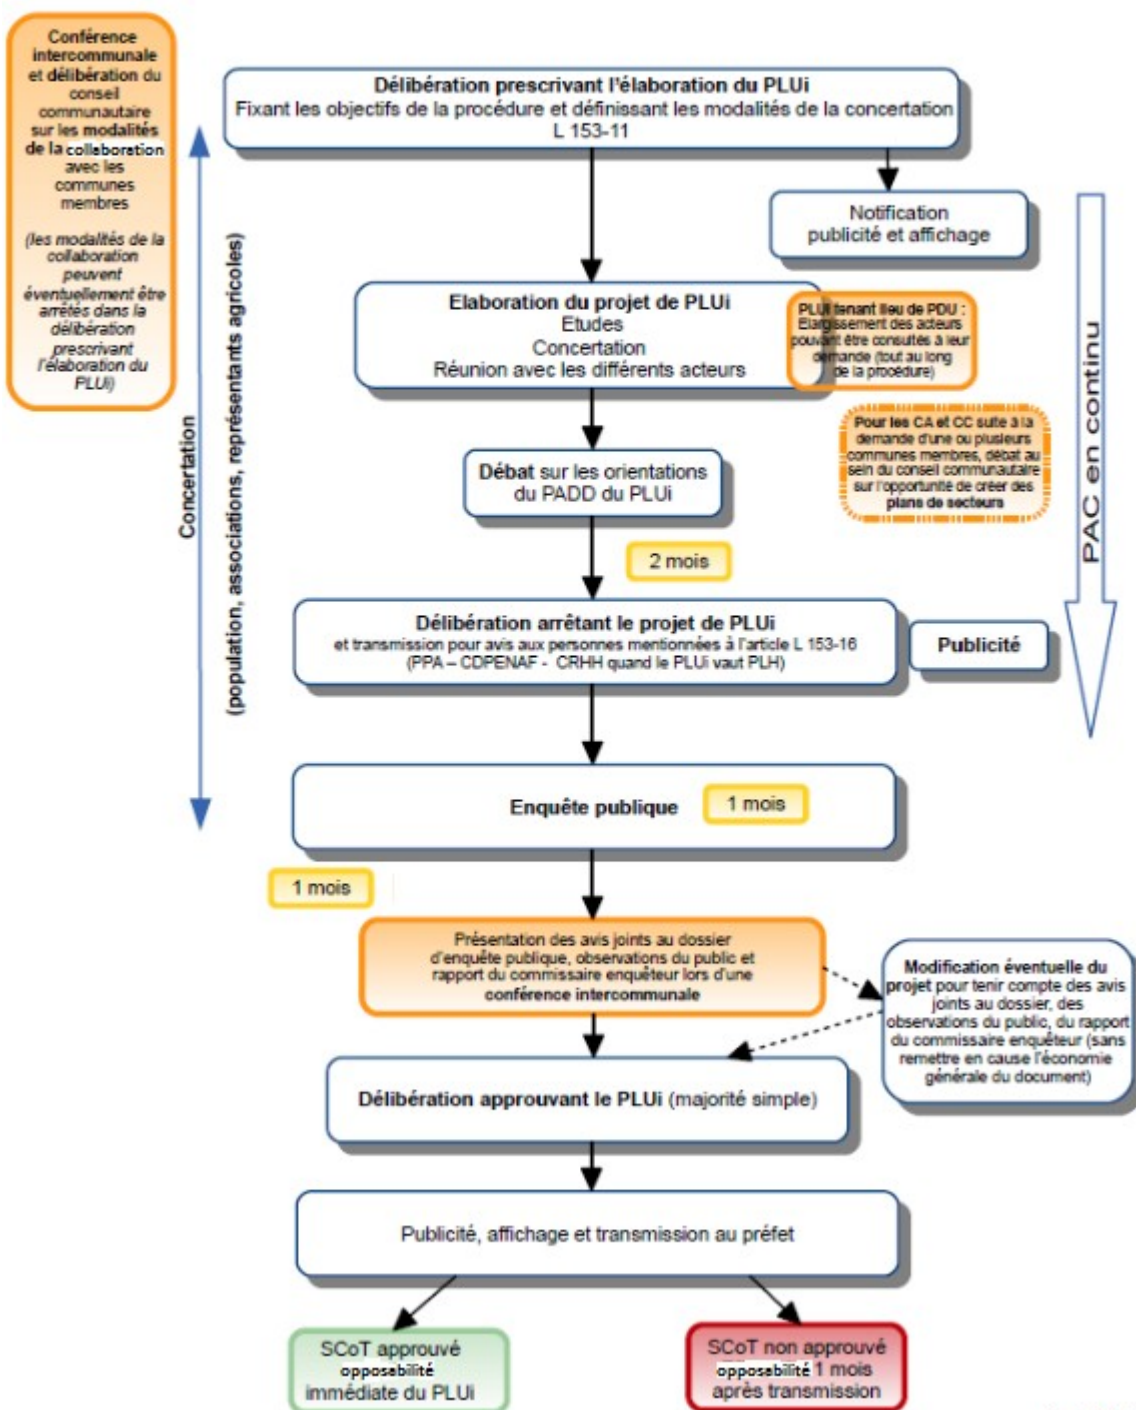 Conférence
intercommunale
et délibération du
conseil
communautaire
sur les modalités
de la collaboration
avec les
communes
membres
(les modalités de la
collaboration
peuvent
éventuellement être
arrêtés dans la
délibération
prescrivant
l'élaboration du
PLUi)
Délibération prescrivant l'élaboration du PLUi
Fixant les objectifs de la procédure et définissant les modalités de la concertation
L 153-11
Notification
publicité et affichage
Concertation
(population, associations, représentants agricoles)
PAC en continu
Elaboration du projet de PLUi
Etudes
Concertation
Réunion avec les différents acteurs
PLUi tenant lieu de PDU :
Elargissement des acteurs
pouvant être consultés à leur
demande (tout au long
de la procédure)
Pour les CA et CC suite à la
demande d'une ou plusieurs
communes membres, débat au
sein du conseil communautaire
sur l'opportunité de créer des
plans de secteurs
Débat sur les orientations
du PADD du PLUi
2 mois
Délibération arrêtant le projet de PLUi
et transmission pour avis aux personnes mentionnées à l'article L 153-16
(PPA – CDPENAF - CRHH quand le PLUi vaut PLH)
Publicité
Enquête publique
1 mois
1 mois
Présentation des avis joints au dossier
d'enquête publique, observations du public et
rapport du commissaire enquêteur lors d'une
conférence intercommunale
Modification éventuelle du
projet pour tenir compte des avis
joints au dossier, des
observations du public, du rapport
du commissaire enquêteur (sans
remettre en cause l'économie
générale du document)
Délibération approuvant le PLUi (majorité simple)
Publicité, affichage et transmission au préfet
SCoT approuvé
opposabilité
immédiate du PLUi
SCoT non approuvé
opposabilité 1 mois
après transmission